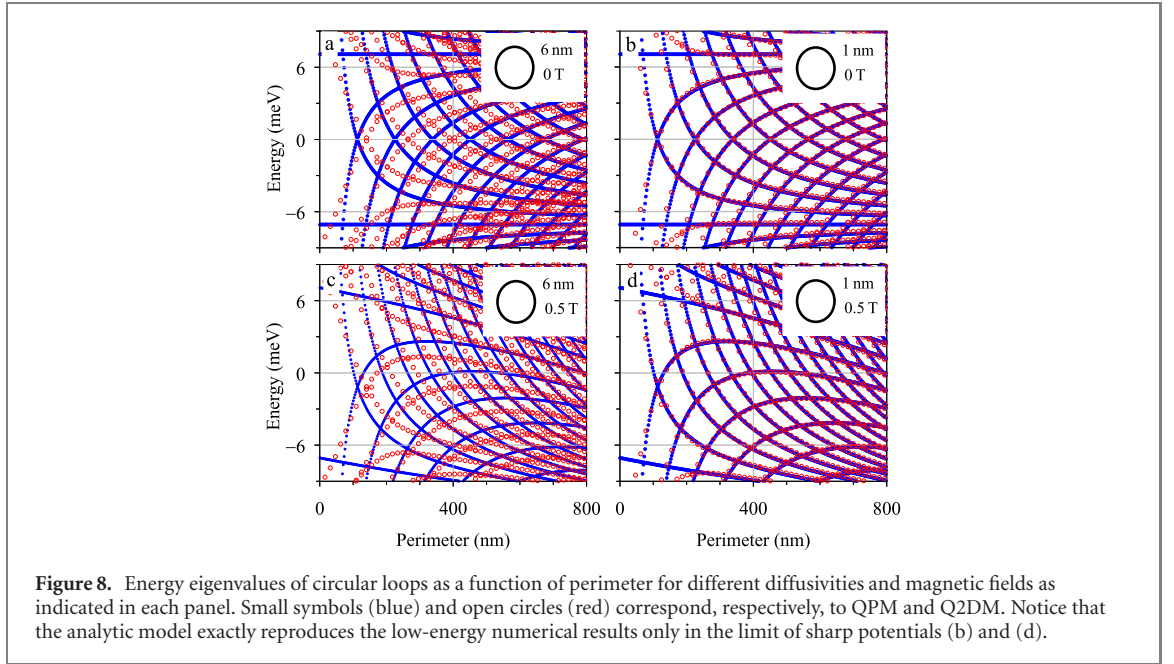 a
6 nm
0 T
b
1 nm
0 T
6
0
−6
Energy (meV)
c
6 nm
0.5 T
d
1 nm
0.5 T
6
0
−6
Energy (meV)
0
400
800
0
400
800
Perimeter (nm)
Perimeter (nm)
Figure 8. Energy eigenvalues of circular loops as a function of perimeter for different diffusivities and magnetic fields as
indicated in each panel. Small symbols (blue) and open circles (red) correspond, respectively, to QPM and Q2DM. Notice that
the analytic model exactly reproduces the low-energy numerical results only in the limit of sharp potentials (b) and (d).